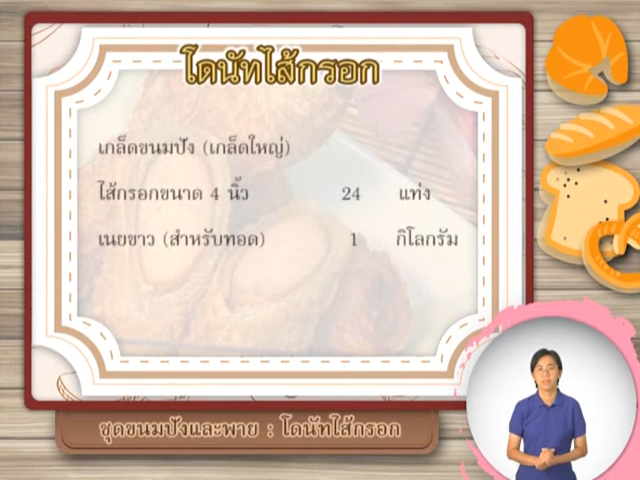 โดนัทไส้กรอก
เกล็ดขนมปัง (เกล็ดใหญ่)
ไส้กรอกขนาด 4 นิ้ว 24 แท่ง
เนยขาว (สำหรับทอด) 1 กิโลกรัม
ชุดขนมปังและพาย : โดนัทไส้กรอก